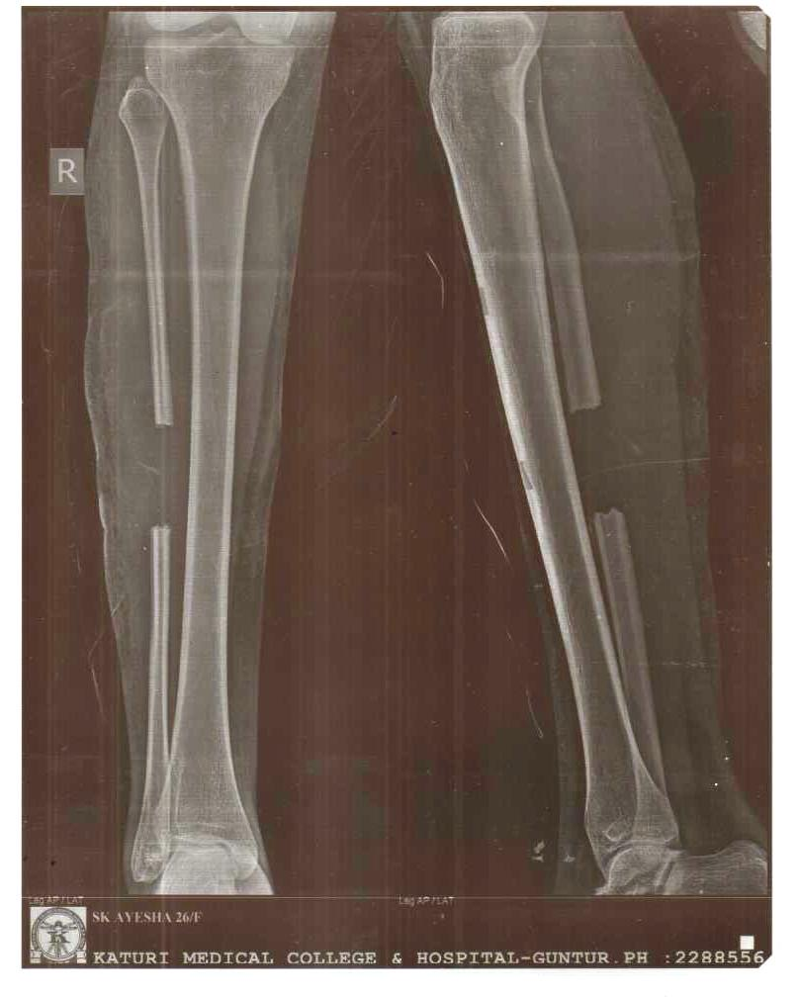 R
Leg AP / LAT
Leg AP / LAT
SK AYESHA 26/F
KATURI MEDICAL COLLEGE & HOSPITAL-GUNTUR. PH :2288556